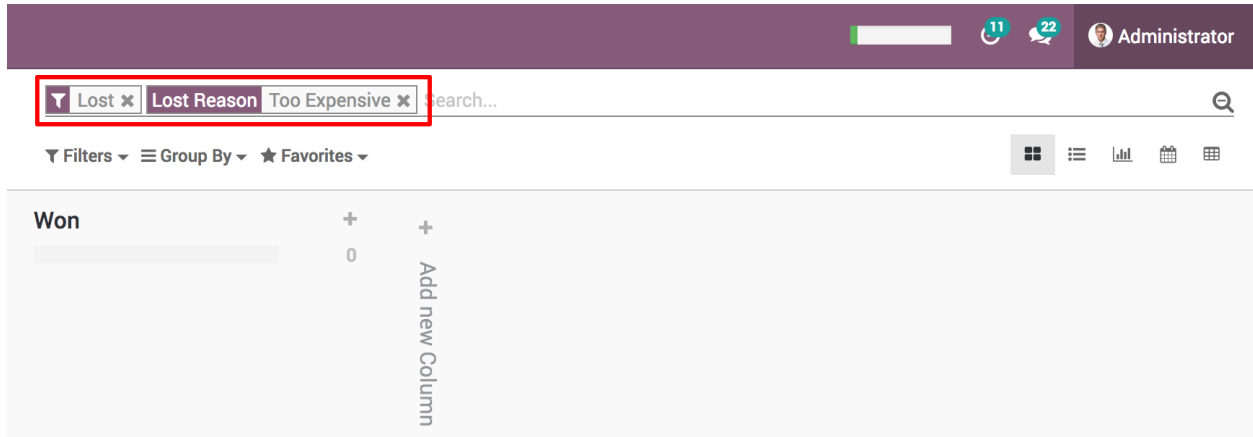 11 22 Administrator
Lost Lost Reason Too Expensive Search...
Filters Group By Favorites
Won
0
Add new Column